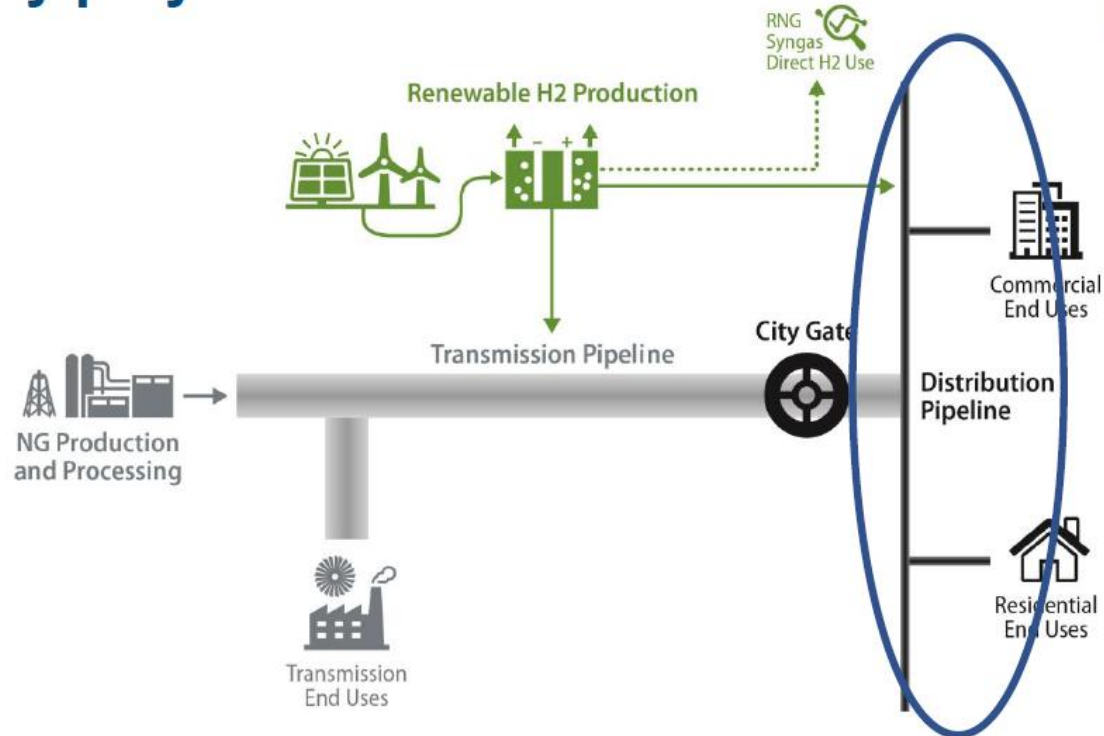 RNG
Syngas
Direct H2 Use
Renewable H2 Production
- +
Commercial
End Uses
City Gate
Transmission Pipeline
Distribution
Pipeline
NG Production
and Processing
Residential
End Uses
Transmission
End Uses